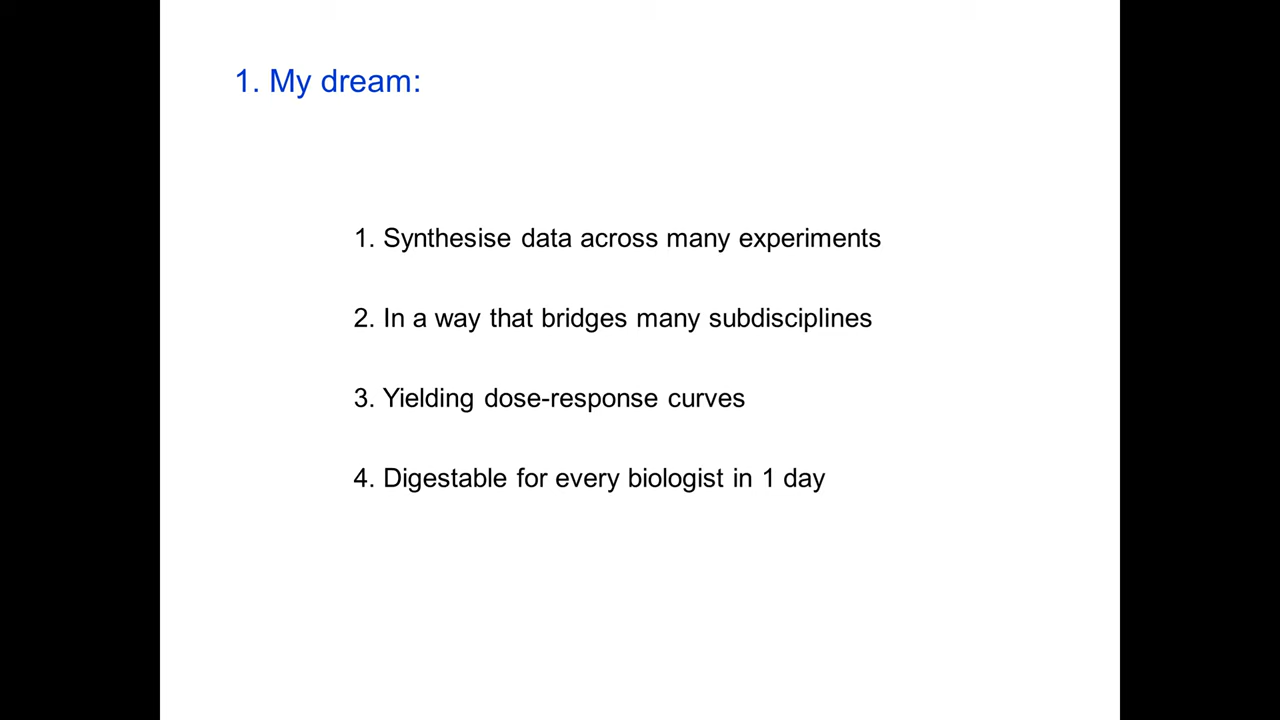 1. My dream:
1. Synthesise data across many experiments
2. In a way that bridges many subdisciplines
3. Yielding dose-response curves
4. Digestable for every biologist in 1 day